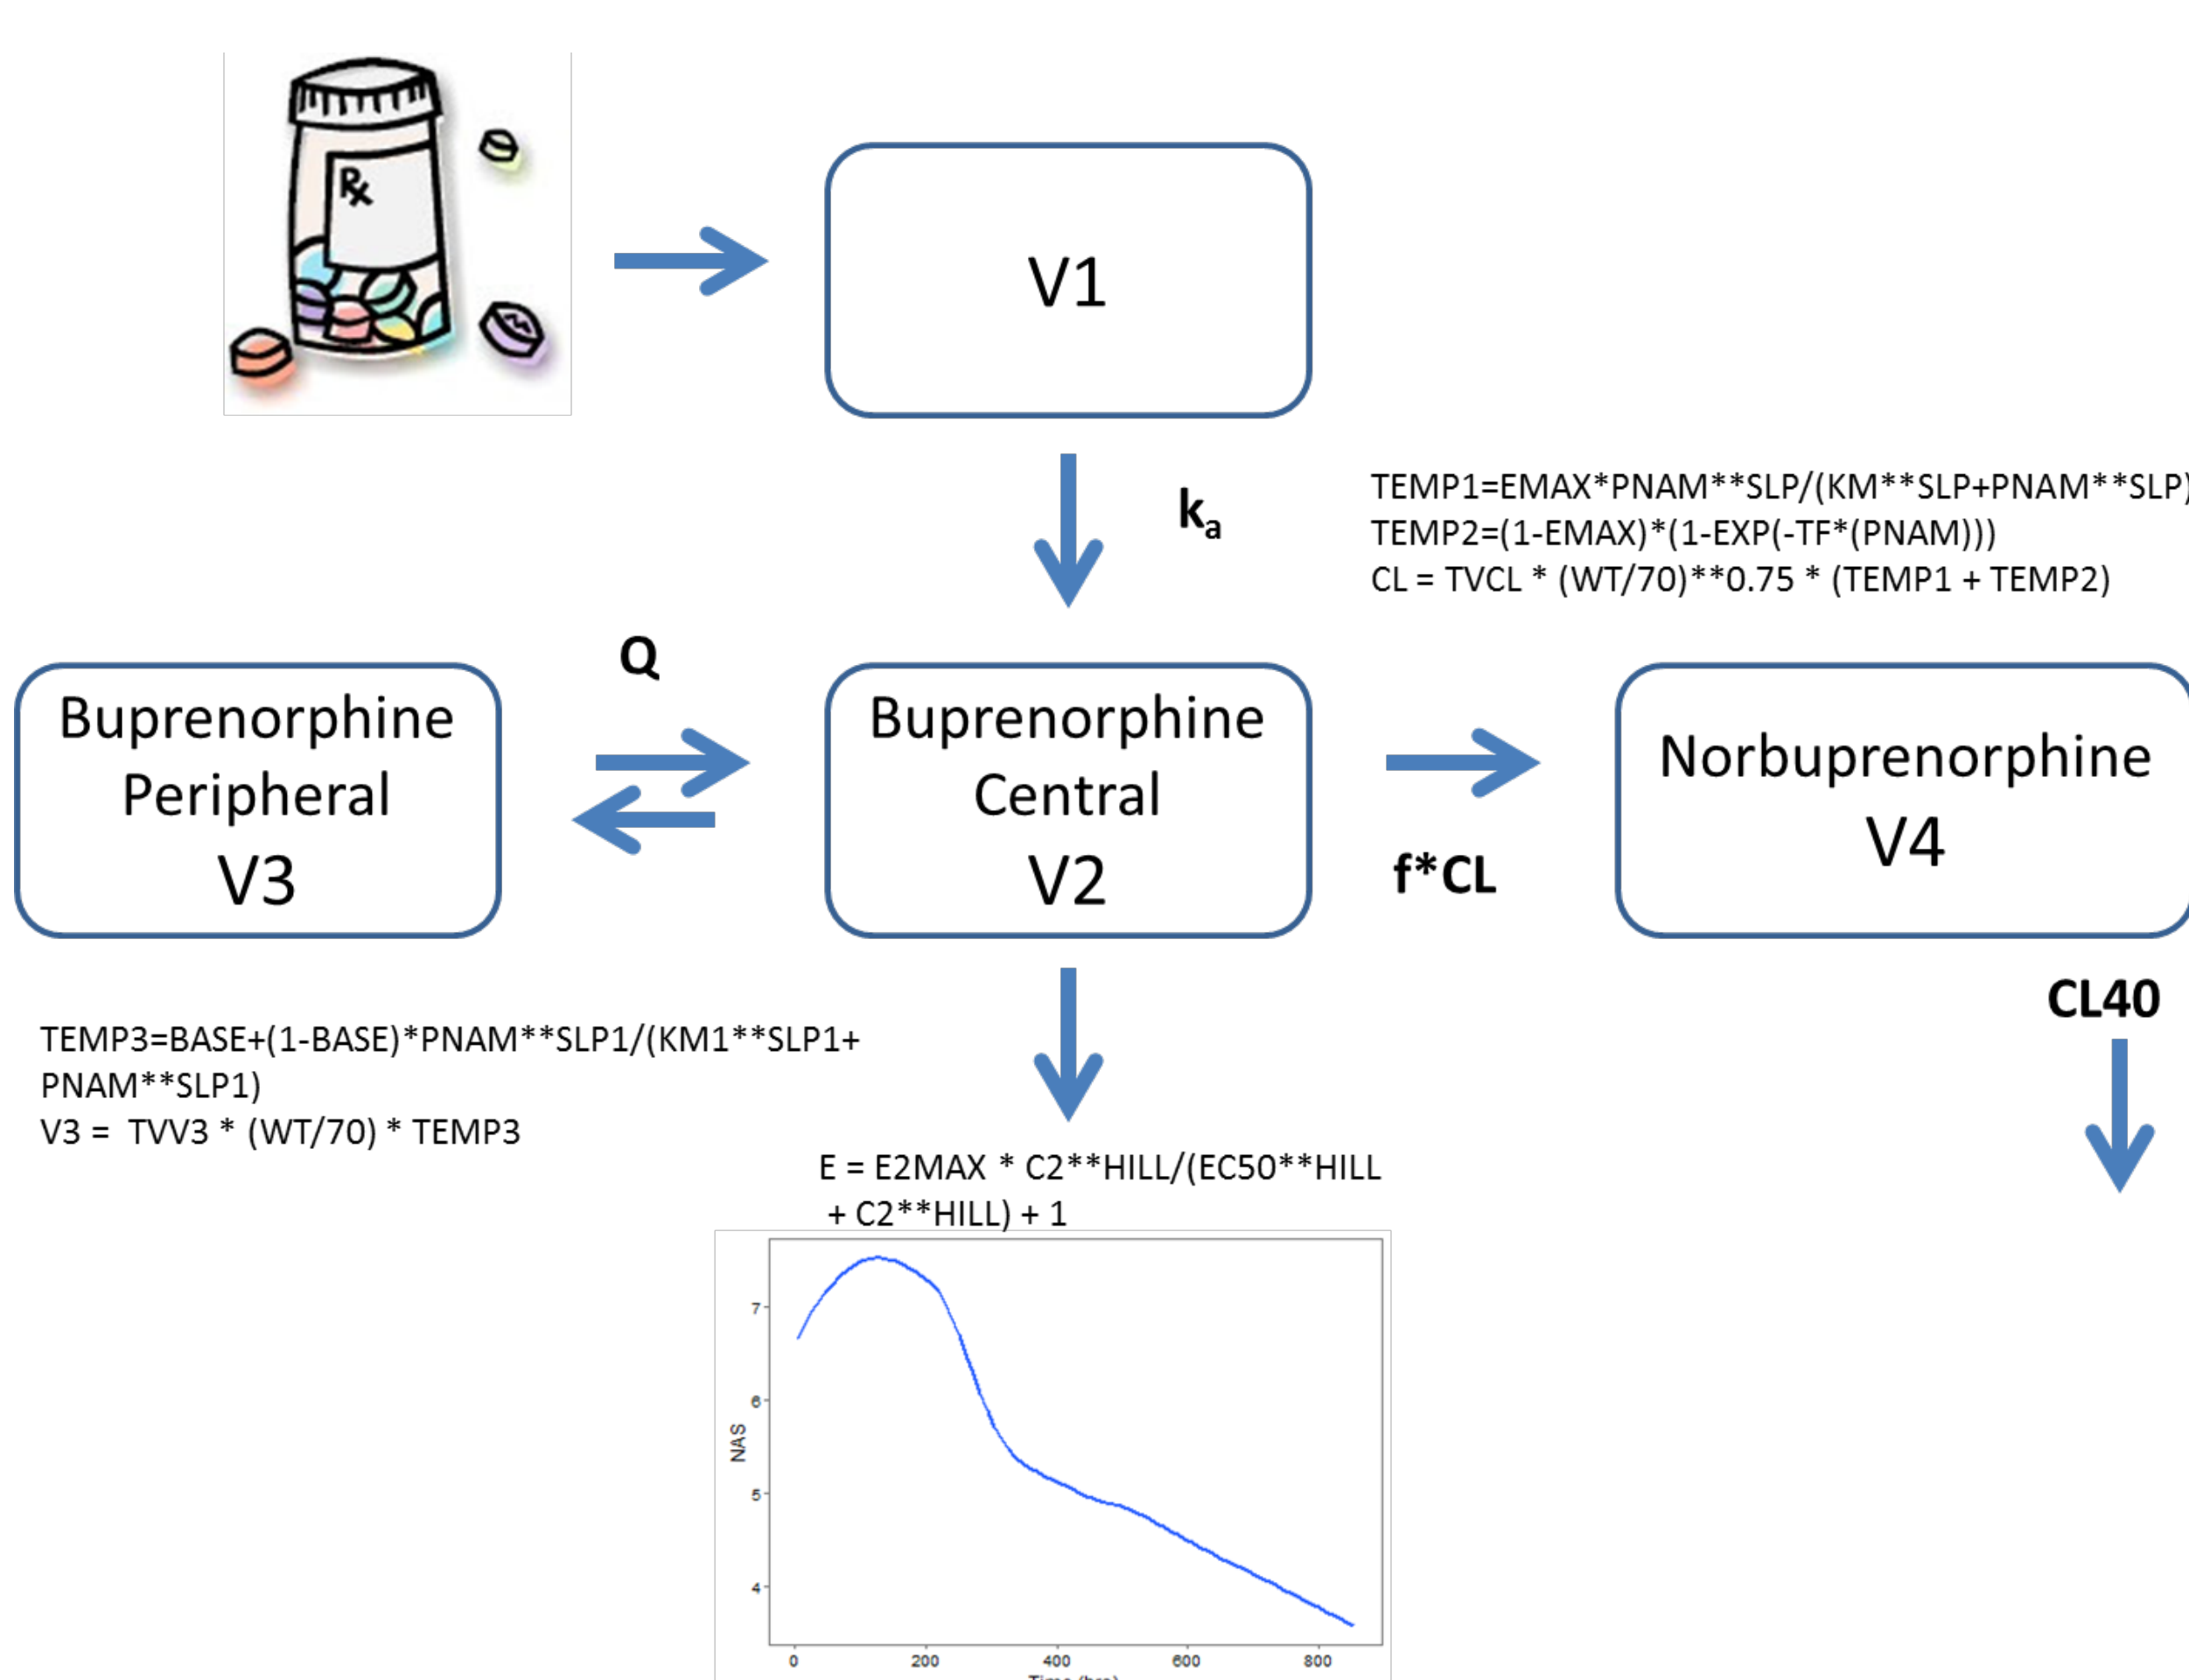 Rx
V1
ka
TEMP1=EMAX*PNAM**SLP/(KM**SLP+PNAM**SLP)
TEMP2=(1-EMAX)*(1-EXP(-TF*(PNAM)))
CL = TVCL * (WT/70)**0.75 * (TEMP1 + TEMP2)
Q
Buprenorphine
Peripheral
V3
Buprenorphine
Central
V2
f*CL
Norbuprenorphine
V4
CL40
TEMP3=BASE+(1-BASE)*PNAM**SLP1/(KM1**SLP1+
PNAM**SLP1)
V3 = TVV3 * (WT/70) * TEMP3
E = E2MAX * C2**HILL/(EC50**HILL
+ C2**HILL) + 1
NAS
7
6
5
4
0 200 400 600 800
Time (hrs)